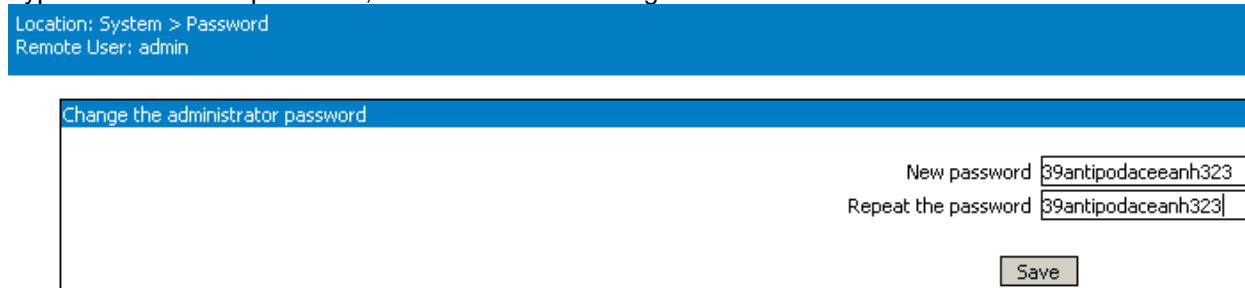 Location: System > Password
Remote User: admin
Change the administrator password
New password 39antipodaceeanh323
Repeat the password 39antipodaceanh323
Save